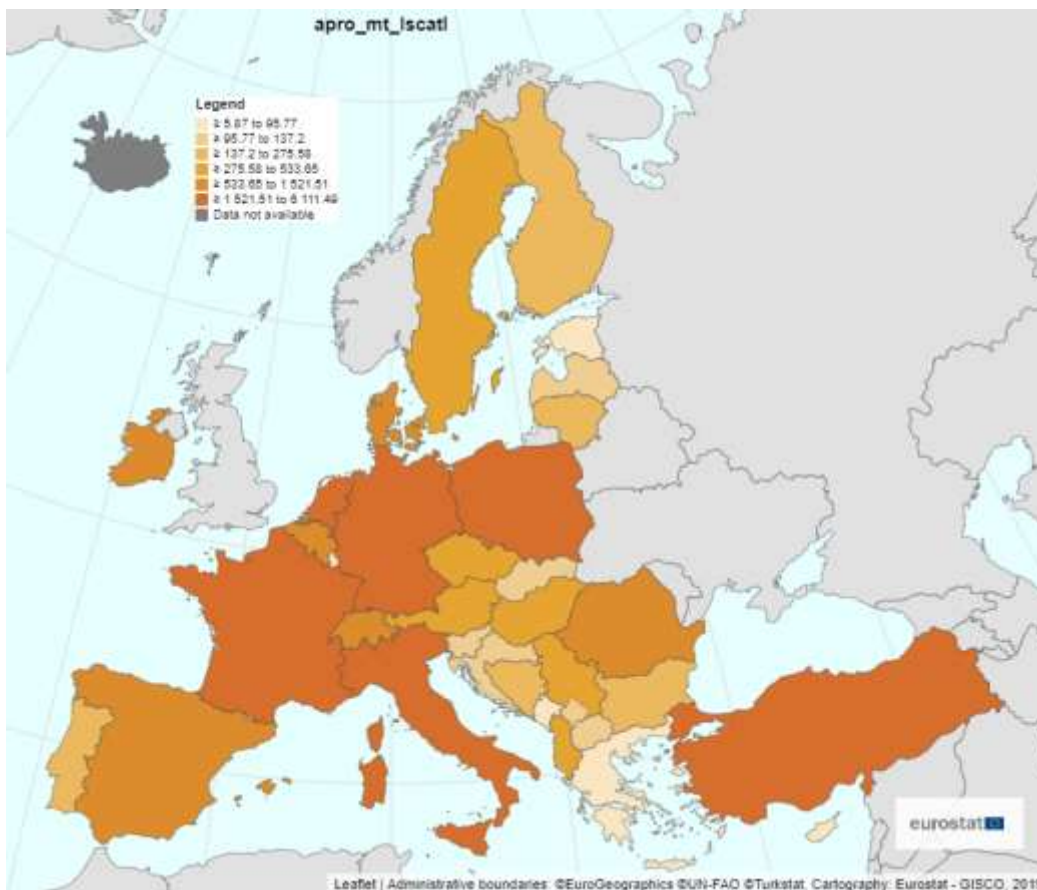 apro_mt_lscatl
Legend
≥ 5.87 to 95.77
≥ 95.77 to 137.2
≥ 137.2 to 275.58
≥ 275.58 to 533.65
≥ 533.65 to 1 521.51
≥ 1 521.51 to 6 111.49
Data not available
eurostat
Leaflet | Administrative boundaries: ©EuroGeographics ©UN-FAO ©Turkstat, Cartography: Eurostat - GISCO, 201